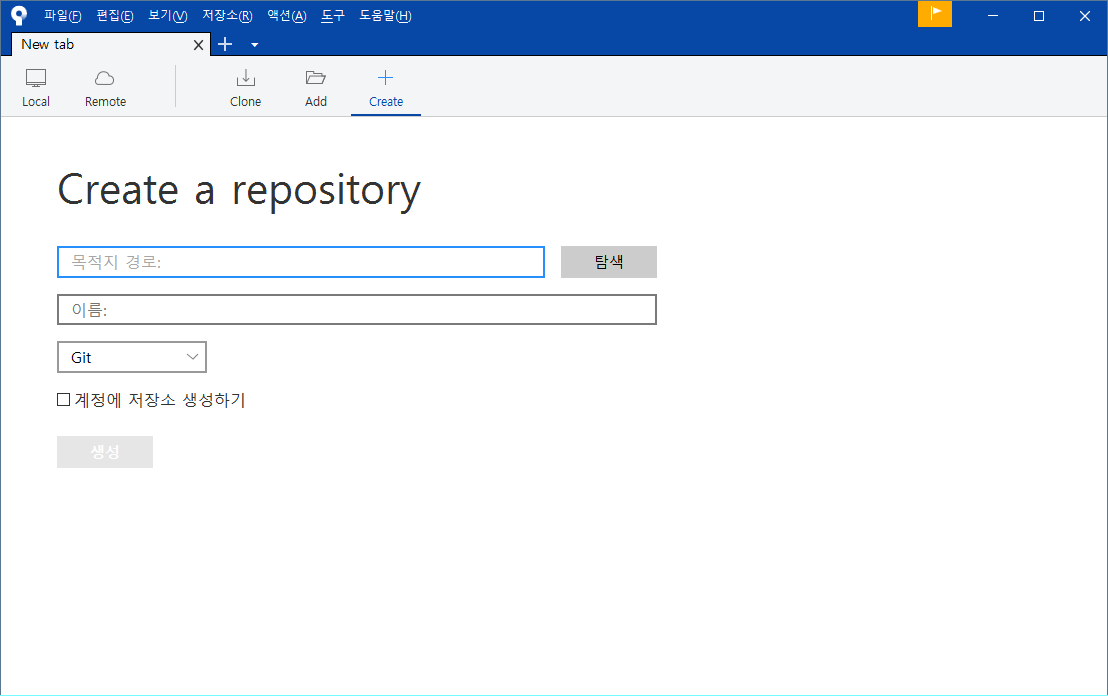 파일(F) 편집(E) 보기(V) 저장소(R) 액션(A) 도구 도움말(H)
New tab
Local Remote Clone Add Create
Create a repository
목적지 경로: 탐색
이름:
Git
계정에 저장소 생성하기
생성